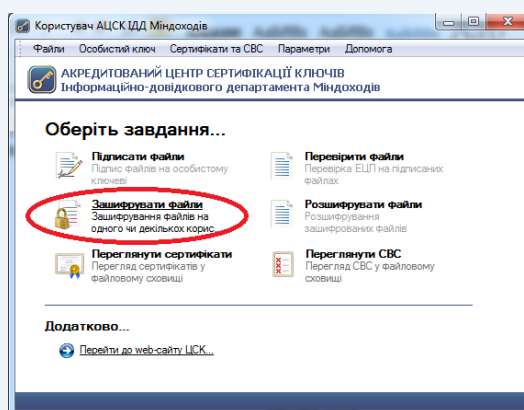 Користувач АЦСК ІДД Міндоходів
Файли Особистий ключ Сертифікати та СВС Параметри Допомога
АКРЕДИТОВАНИЙ ЦЕНТР СЕРТИФІКАЦІЇ КЛЮЧІВ
Інформаційно-довідкового департамента Міндоходів
Оберіть завдання...
Підписати файли
Підпис файлів на особистому
ключеві
Перевірити файли
Перевірка ЕЦП на підписаних
файлах
Зашифрувати файли
Зашифрування файлів на
одного чи декількох корис...
Розшифрувати файли
Розшифрування
зашифрованих файлів
Переглянути сертифікати
Перегляд сертифікатів у
файловому сховищі
Переглянути СВС
Перегляд СВС у файловому
сховищі
Додатково...
Перейти до web-сайту ЦСК...